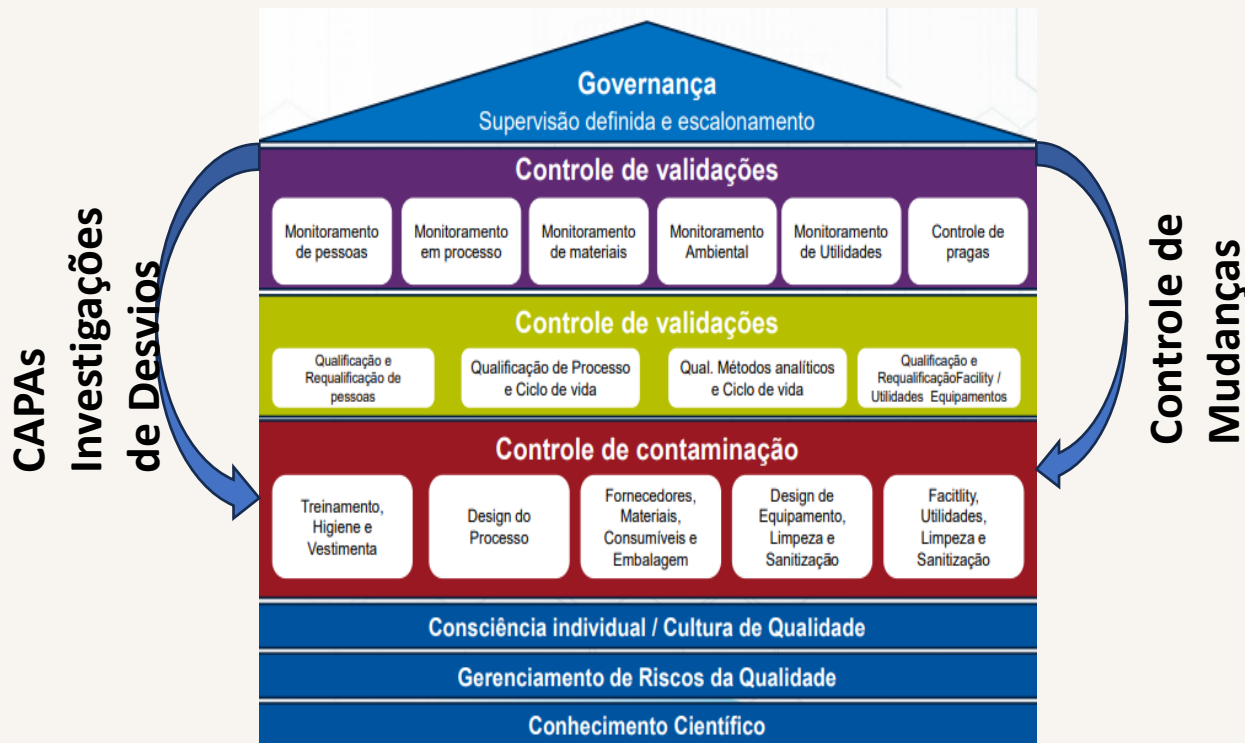 Governança
Supervisão definida e escalonamento
Controle de validações
Monitoramento
de pessoas
Monitoramento
em processo
Monitoramento
de materiais
Monitoramento
Ambiental
Monitoramento
de Utilidades
Controle de
pragas
Controle de validações
Qualificação e
Requalificação de
pessoas
Qualificação de Processo
e Ciclo de vida
Qual. Métodos analíticos
e Ciclo de vida
Qualificação e
RequalificaçãoFacility /
Utilidades Equipamentos
Controle de contaminação
Treinamento,
Higiene e
Vestimenta
Design do
Processo
Fornecedores,
Materiais,
Consumíveis e
Embalagem
Design de
Equipamento,
Limpeza e
Sanitização
Facitlity,
Utilidades,
Limpeza e
Sanitização
Consciência individual / Cultura de Qualidade
Gerenciamento de Riscos da Qualidade
Conhecimento Científico
CAPAs
Investigações
de Desvios
Controle de
Mudanças